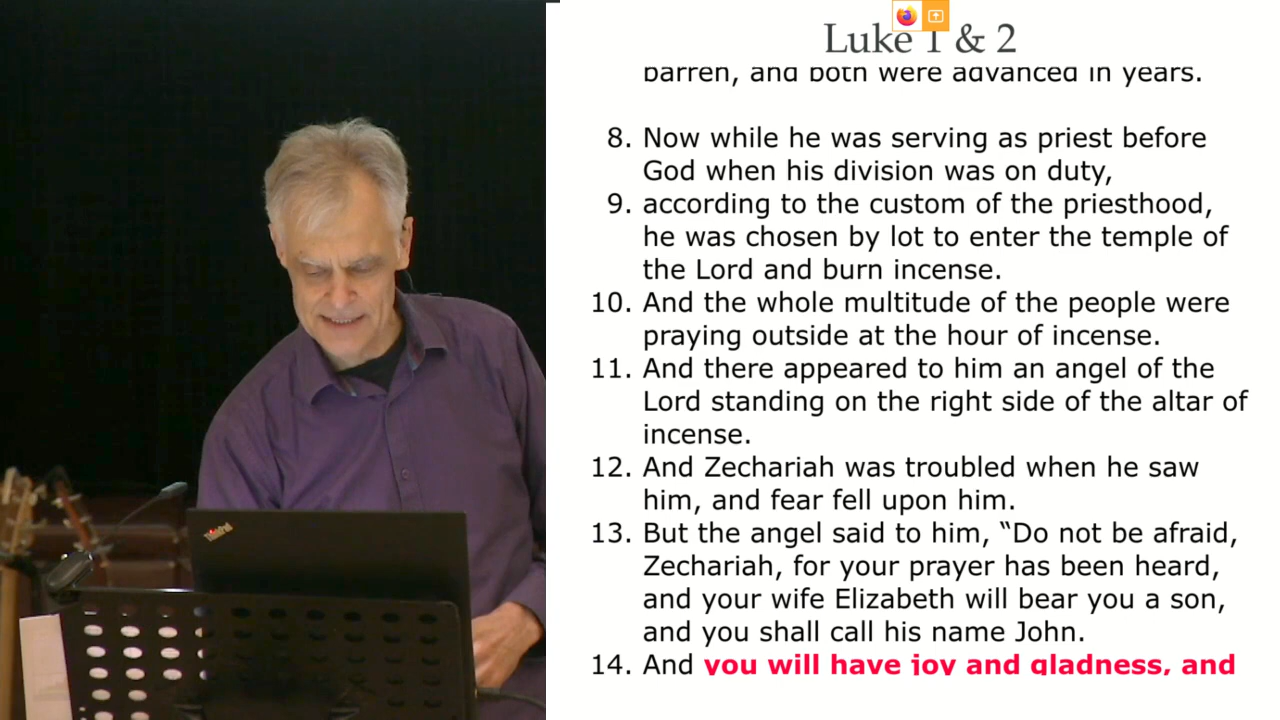 Luke 1 & 2
barren, and both were advanced in years.
8. Now while he was serving as priest before
God when his division was on duty,
9. according to the custom of the priesthood,
he was chosen by lot to enter the temple of
the Lord and burn incense.
10. And the whole multitude of the people were
praying outside at the hour of incense.
11. And there appeared to him an angel of the
Lord standing on the right side of the altar of
incense.
12. And Zechariah was troubled when he saw
him, and fear fell upon him.
13. But the angel said to him, “Do not be afraid,
Zechariah, for your prayer has been heard,
and your wife Elizabeth will bear you a son,
and you shall call his name John.
14. And you will have joy and gladness, and